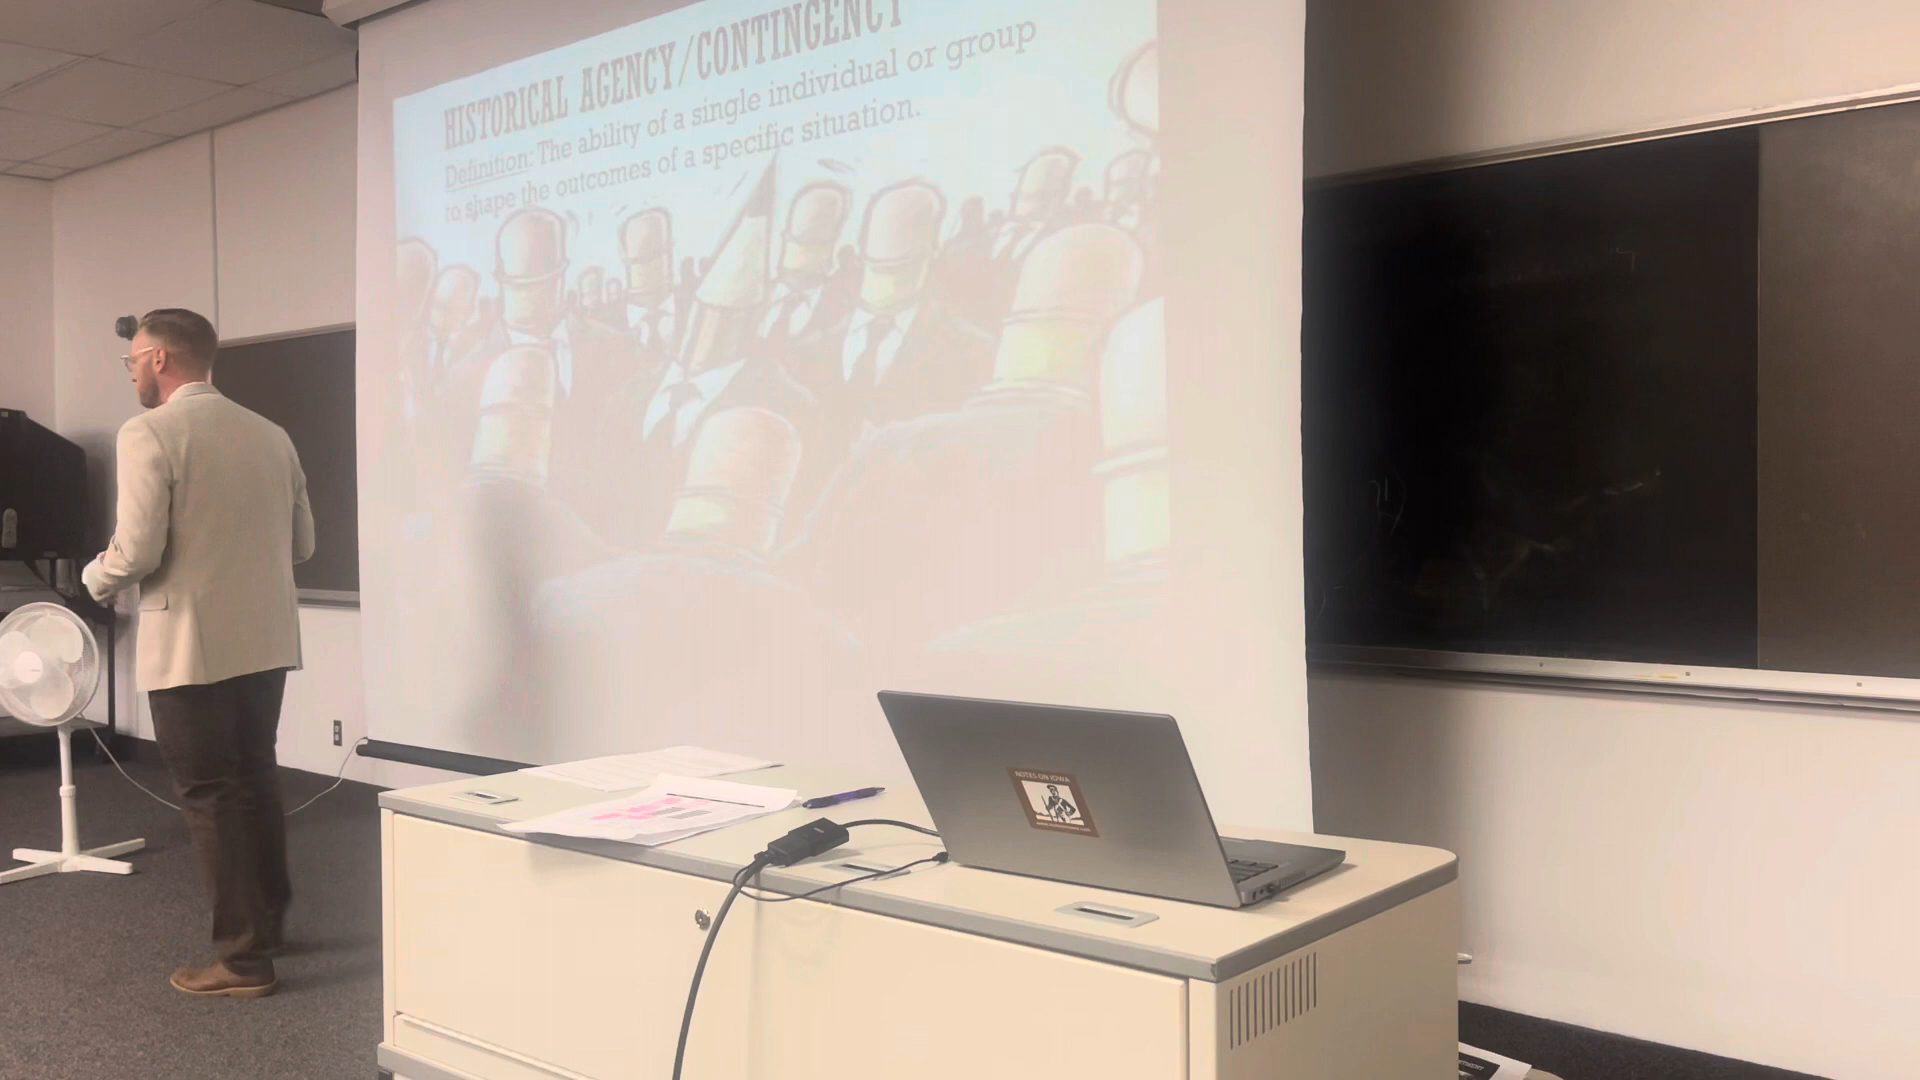 HISTORICAL AGENCY/CONTINGENCY
Definition: The ability of a single individual or group
to shape the outcomes of a specific situation.
NOTES ON IOWA